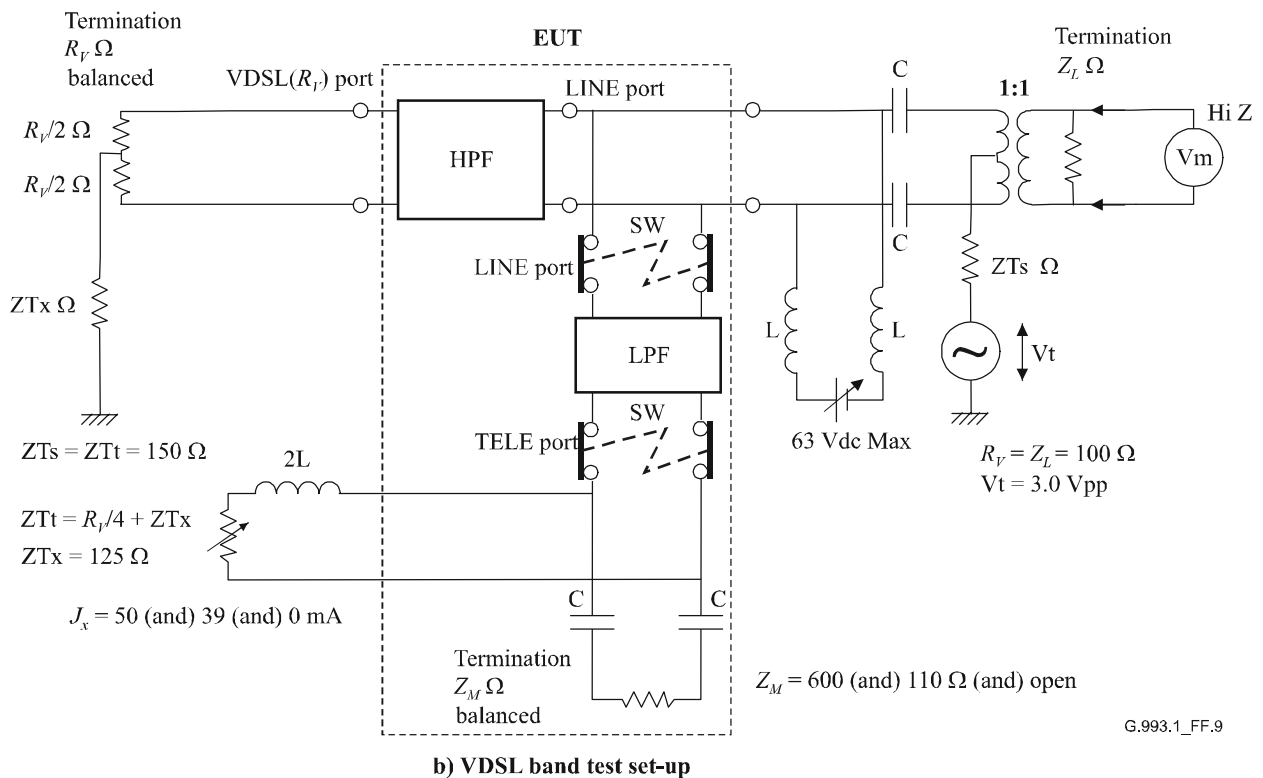 Termination
R_V Ω
balanced
EUT
VDSL(R_V) port
LINE port
Termination
Z_L Ω
C
1:1
Hi Z
R_V/2 Ω
R_V/2 Ω
HPF
Vm
C
SW
LINE port
ZTs Ω
ZTx Ω
L
L
LPF
Vt
SW
TELE port
63 Vdc Max
ZTs = ZTt = 150 Ω
2L
R_V = Z_L = 100 Ω
Vt = 3.0 Vpp
ZTt = R_V/4 + ZTx
ZTx = 125 Ω
C
C
J_x = 50 (and) 39 (and) 0 mA
Termination
Z_M Ω
balanced
Z_M = 600 (and) 110 Ω (and) open
G.993.1_FF.9
b) VDSL band test set-up